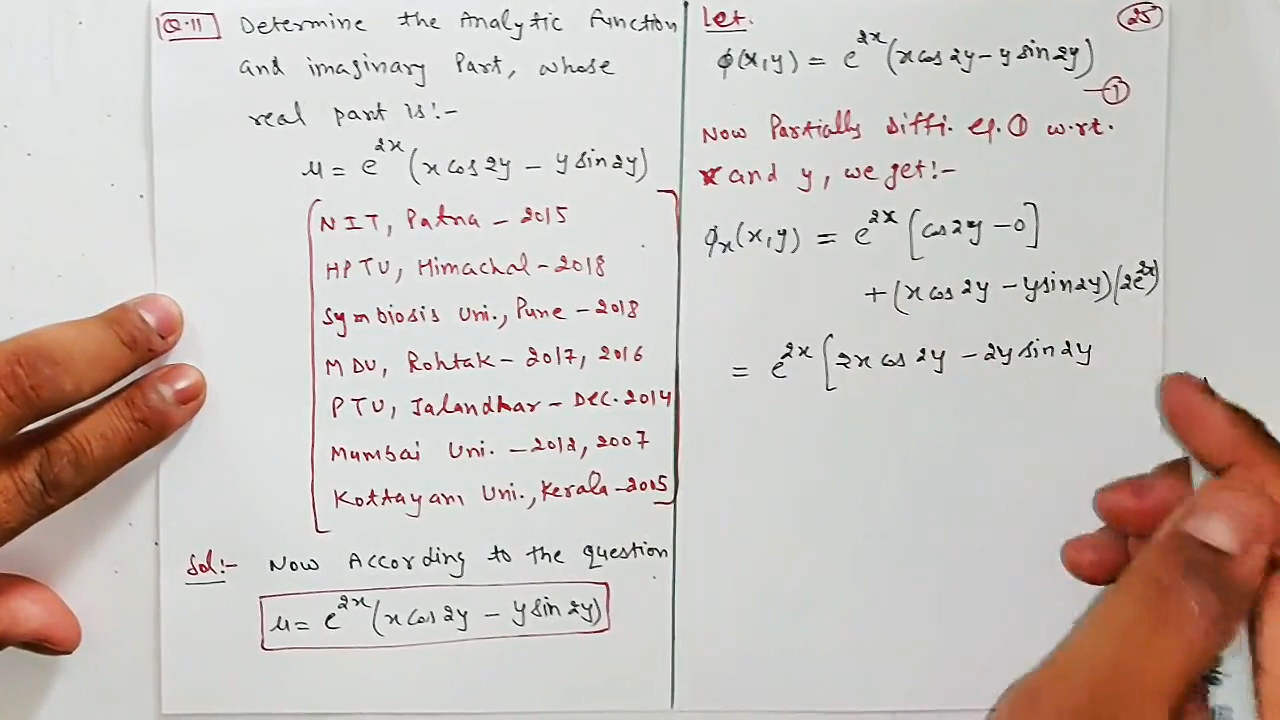 Q.11 Determine the Analytic function
and imaginary Part, whose
real part is:-
u = e^{2x} (x cos 2y - y sin 2y)
NIT, Patna - 2015
HPTU, Himachal - 2018
Symbiosis Uni., Pune - 2018
MDU, Rohtak - 2017, 2016
PTU, Jalandhar - Dec. 2014
Mumbai Uni. - 2012, 2007
Kottayam Uni., Kerala - 2005
Sol:- Now According to the question
u = e^{2x} (x cos 2y - y sin 2y)
Let. 25
ϕ(x,y) = e^{2x} (x cos 2y - y sin 2y)
— ①
Now Partially diffi. eq. ① w.r.t.
x and y, we get:-
ϕ_x(x,y) = e^{2x} [cos 2y - 0]
+ (x cos 2y - y sin 2y)(2e^{2x})
= e^{2x} [2x cos 2y - 2y sin 2y